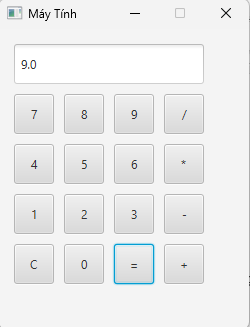 Máy Tính
9.0
7 8 9 /
4 5 6 *
1 2 3 -
C 0 = +